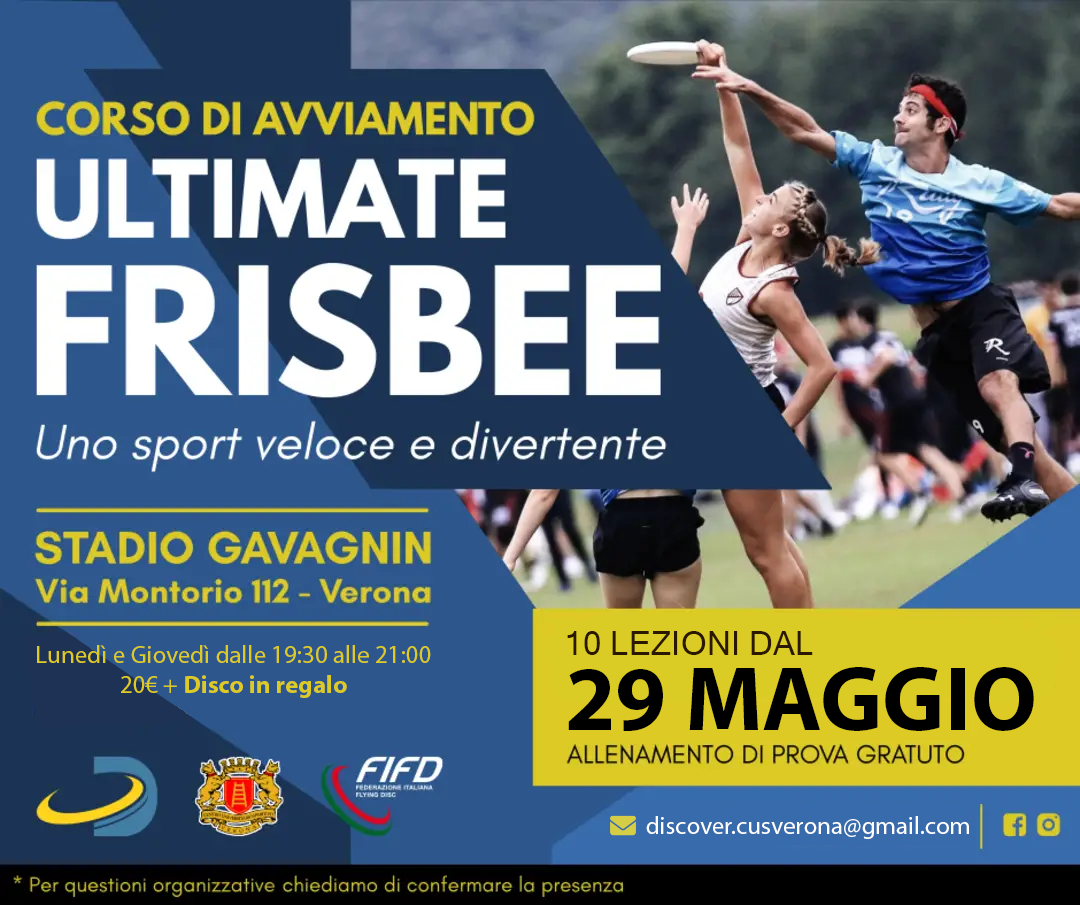 CORSO DI AVVIAMENTO
ULTIMATE
FRISBEE
Uno sport veloce e divertente
STADIO GAVAGNIN
Via Montorio 112 - Verona
Lunedì e Giovedì dalle 19:30 alle 21:00
20€ + Disco in regalo
10 LEZIONI DAL
29 MAGGIO
ALLENAMENTO DI PROVA GRATUTO
FIFD
FEDERAZIONE ITALIANA
FLYING DISC
VERONA
discover.cusverona@gmail.com
* Per questioni organizzative chiediamo di confermare la presenza